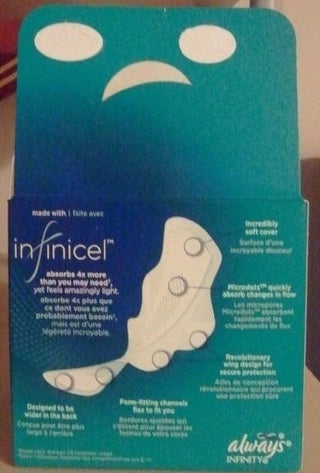 made with | faite avec
infinicel™
absorbs 4x more
than you may need¹,
yet feels amazingly light.
absorbe 4x plus que
ce dont vous avez
probablement besoin¹,
mais est d'une
légèreté incroyable.
Incredibly
soft cover
Surface d'une
incroyable douceur
Microdots™ quickly
absorb changes in flow
Les micropores
Microdots™ absorbent
rapidement les
changements de flux
Revolutionary
wing design for
secure protection
Ailes de conception
révolutionnaire qui procurent
une protection sûre
Form-fitting channels
flex to fit you
Bordures ajustées qui
s'étirent pour épouser les
formes de votre corps
Designed to be
wider in the back
Conçue pour être plus
large à l'arrière
always
INFINITY™